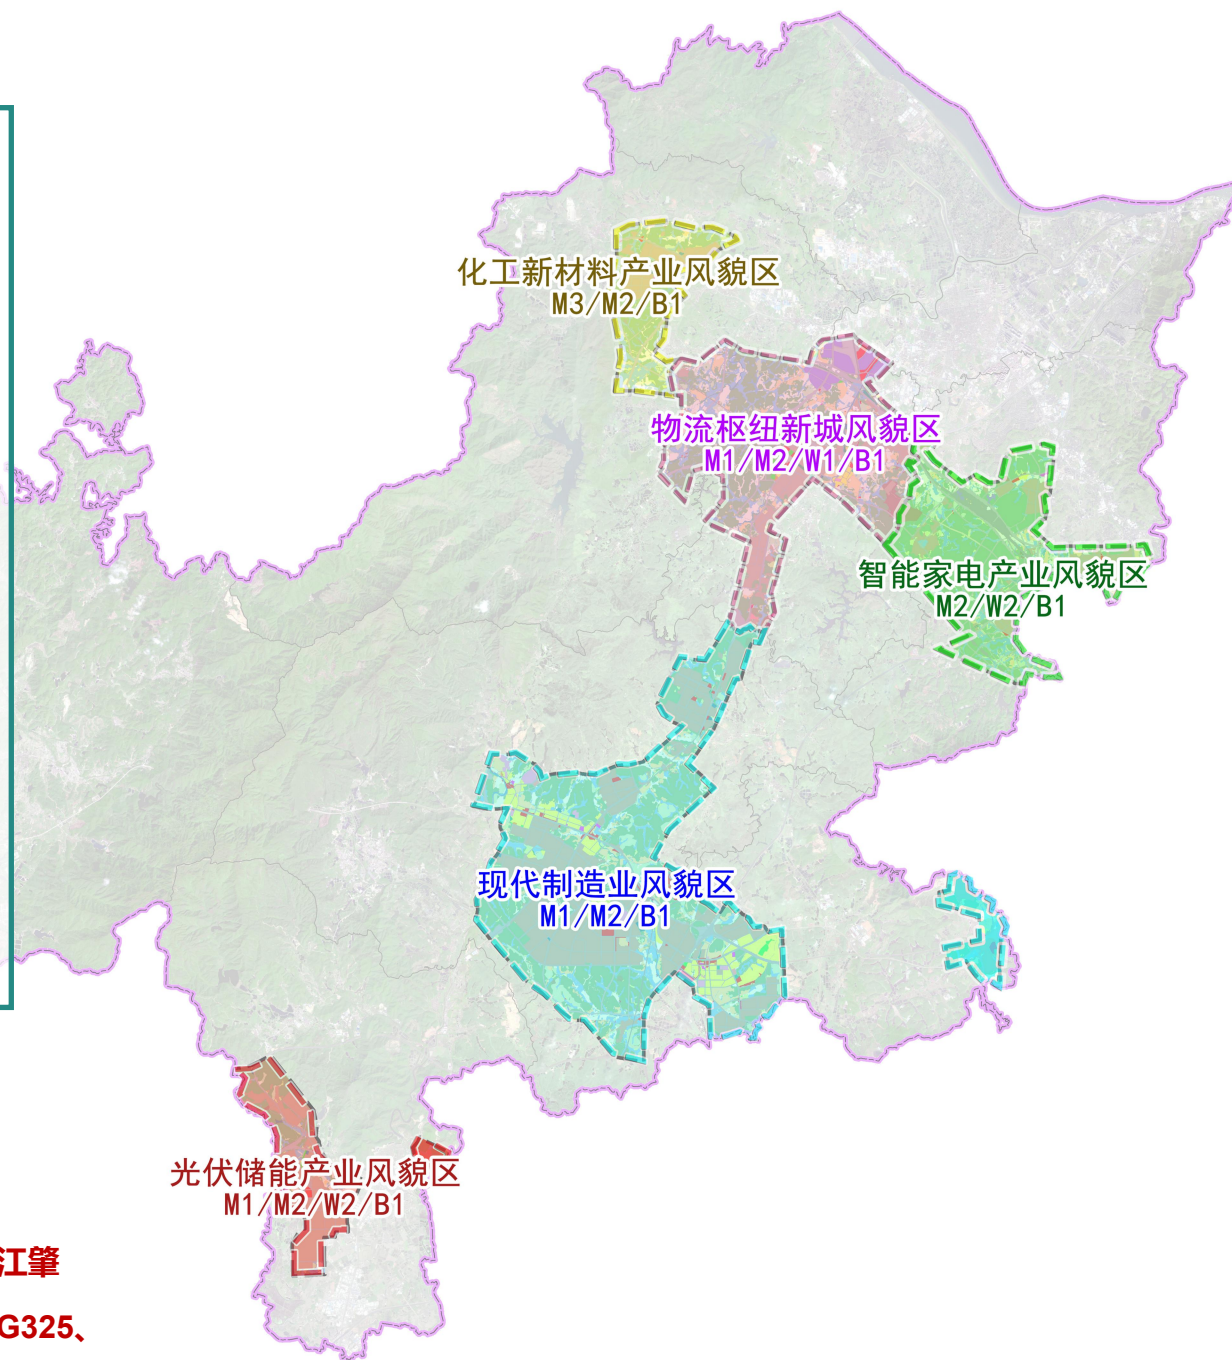 化工新材料产业风貌区
M3/M2/B1
物流枢纽新城风貌区
M1/M2/W1/B1
智能家电产业风貌区
M2/W2/B1
现代制造业风貌区
M1/M2/B1
光伏储能产业风貌区
M1/M2/W2/B1
江肇
G325、